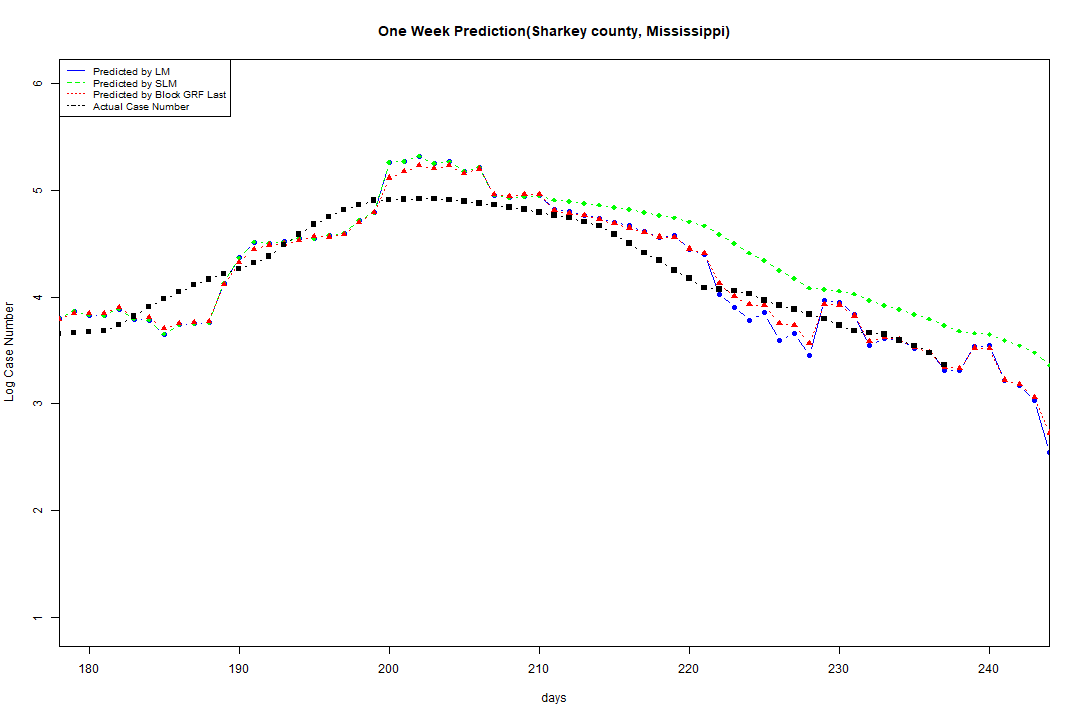 One Week Prediction(Sharkey county, Mississippi)
Predicted by LM
Predicted by SLM
Predicted by Block GRF Last
Actual Case Number
6
5
4
3
2
1
Log Case Number
180 190 200 210 220 230 240
days